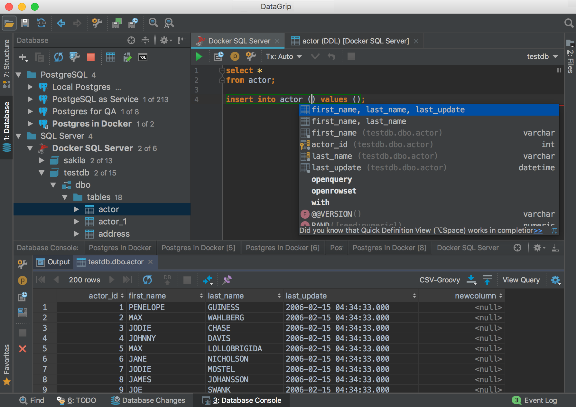 DataGrip
Database
Docker SQL Server
actor (DDL) [Docker SQL Server]
Tx: Auto
testdb
7: Structure
1: Database
Favorites
2: Files
PostgreSQL 4
Local Postgres ...
PostgreSQL as Service 1 of 213
Postgres for QA 1 of 8
Postgres in Docker 1 of 2
SQL Server 4
Docker SQL Server 2 of 6
sakila 2 of 13
testdb 2 of 15
dbo
tables 18
actor
actor_1
address
1 select *
2 from actor;
3
4 insert into actor () values ();
first_name, last_name, last_update
first_name, last_name
first_name (testdb.dbo.actor) varchar
actor_id (testdb.dbo.actor) int
last_name (testdb.dbo.actor) varchar
last_update (testdb.dbo.actor) datetime
openquery
openrowset
with
@@VERSION() varchar
Did you know that Quick Definition View (⌥Space) works in completion >>
Database Console:
Postgres in Docker
Postgres in Docker [5]
Postgres in Docker [6]
Pos
Postgres in Docker [8]
Docker SQL Server
Output
testdb.dbo.actor
200 rows
CSV-Groovy
View Query
actor_id first_name last_name last_update newcolumn
1 1 PENELOPE GUINESS 2006-02-15 04:34:33.000 <null>
2 2 MAX WAHLBERG 2006-02-15 04:34:33.000 <null>
3 3 JODIE CHASE 2006-02-15 04:34:33.000 <null>
4 4 JOHNNY DAVIS 2006-02-15 04:34:33.000 <null>
5 5 MAX LOLLOBRIGIDA 2006-02-15 04:34:33.000 <null>
6 6 JANE NICHOLSON 2006-02-15 04:34:33.000 <null>
7 7 JODIE MOSTEL 2006-02-15 04:34:33.000 <null>
8 8 JAMES JOHANSSON 2006-02-15 04:34:33.000 <null>
9 9 JOE SWANK 2006-02-15 04:34:33.000 <null>
Find
6: TODO
Database Changes
3: Database Console
Event Log